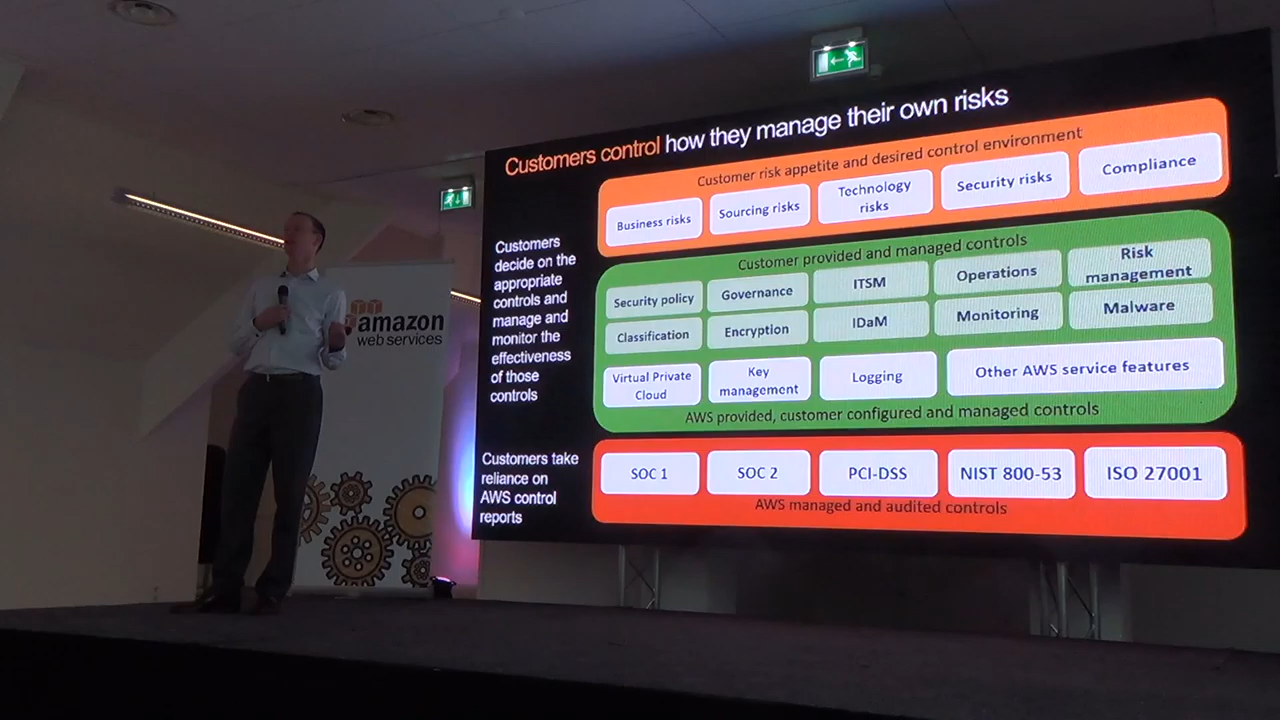 Customers control how they manage their own risks
Customer risk appetite and desired control environment
Business risks
Sourcing risks
Technology
risks
Security risks
Compliance
Customers
decide on the
appropriate
controls and
manage and
monitor the
effectiveness
of those
controls
Customer provided and managed controls
Security policy
Governance
ITSM
Operations
Risk
management
Classification
Encryption
IDaM
Monitoring
Malware
Virtual Private
Cloud
Key
management
Logging
Other AWS service features
AWS provided, customer configured and managed controls
Customers take
reliance on
AWS control
reports
SOC 1
SOC 2
PCI-DSS
NIST 800-53
ISO 27001
AWS managed and audited controls
amazon
web services